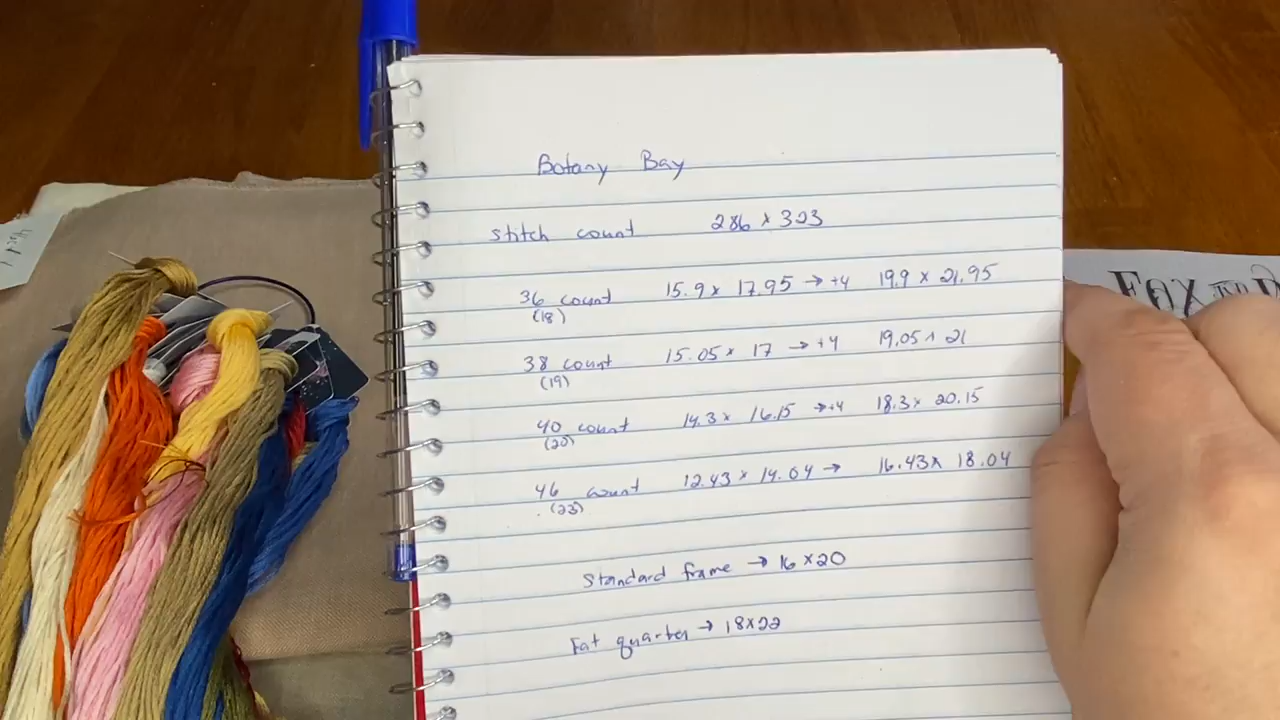 Botany Bay
Stitch count 286 x 323
36 count 15.9 x 17.95 → +4 19.9 x 21.95
(18)
38 count 15.05 x 17 → +4 19.05 x 21
(19)
40 count 14.3 x 16.15 → +4 18.3 x 20.15
(20)
46 count 12.43 x 14.04 → 16.43 x 18.04
(23)
Standard frame → 16 x 20
Fat quarter → 18 x 22
Fox